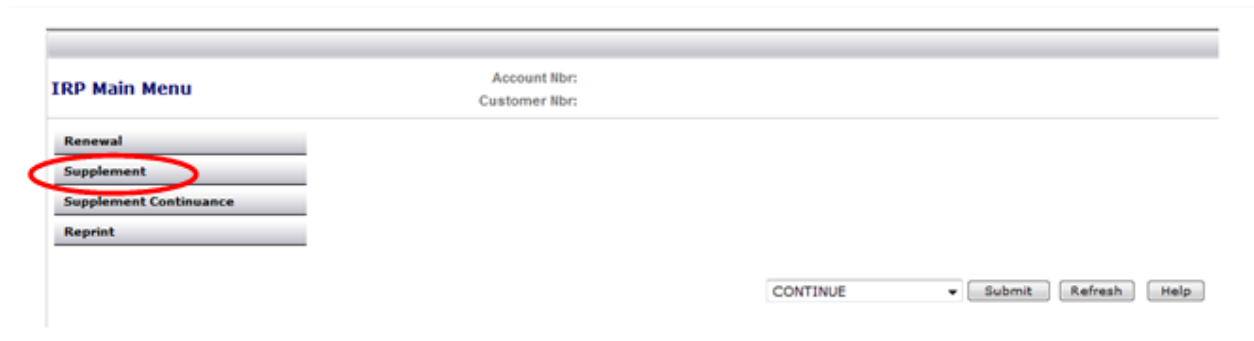 IRP Main Menu
Account Nbr:
Customer Nbr:
Renewal
Supplement
Supplement Continuance
Reprint
CONTINUE Submit Refresh Help